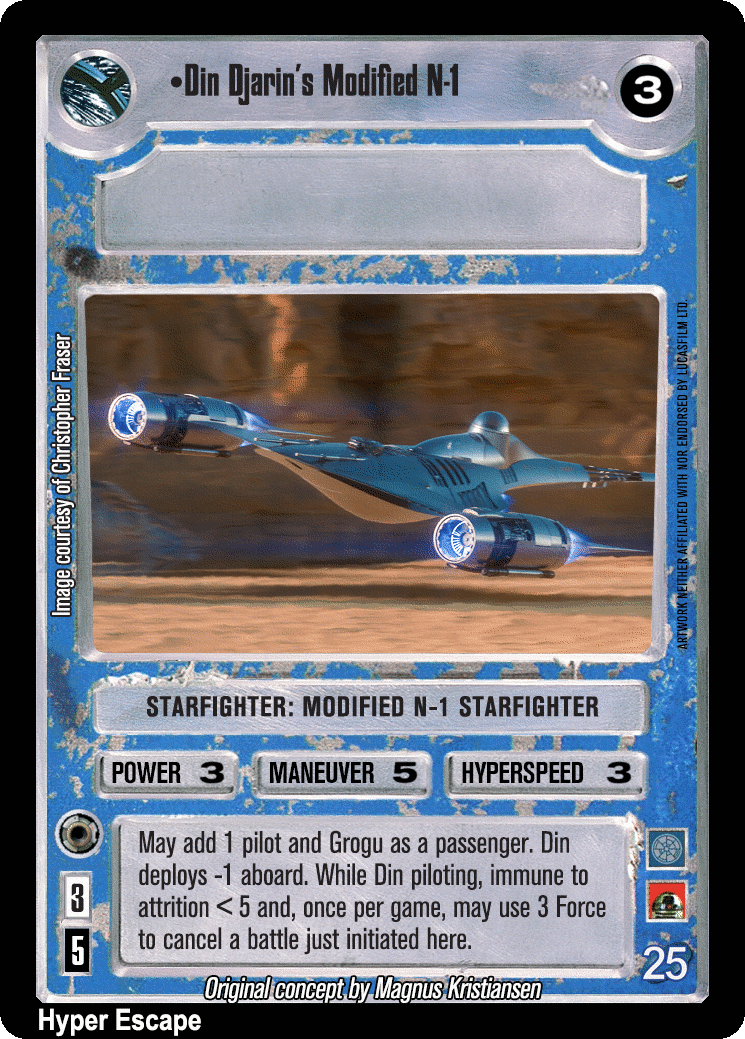 •Din Djarin's Modified N-1
3
Image courtesy of Christopher Fraser
ARTWORK NEITHER AFFILIATED WITH NOR ENDORSED BY LUCASFILM LTD.
STARFIGHTER: MODIFIED N-1 STARFIGHTER
POWER 3 MANEUVER 5 HYPERSPEED 3
May add 1 pilot and Grogu as a passenger. Din
deploys -1 aboard. While Din piloting, immune to
attrition < 5 and, once per game, may use 3 Force
to cancel a battle just initiated here.
3
5
25
Original concept by Magnus Kristiansen
Hyper Escape